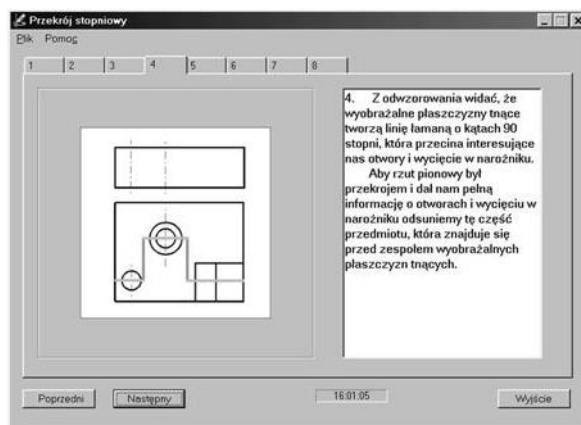 Przekrój stopniowy
Plik Pomoc
1 2 3 4 5 6 7 8
4. Z odwzorowania widać, że
wyobrażalne płaszczyzny tnące
tworzą linię łamaną o kątach 90
stopni, która przecina interesujące
nas otwory i wycięcie w narożniku.
Aby rzut pionowy był
przekrojem i dał nam pełną
informację o otworach i wycięciu w
narożniku odsuniemy tę część
przedmiotu, która znajduje się
przed zespołem wyobrażalnych
płaszczyzn tnących.
Poprzedni Następny 16:01:05 Wyjście